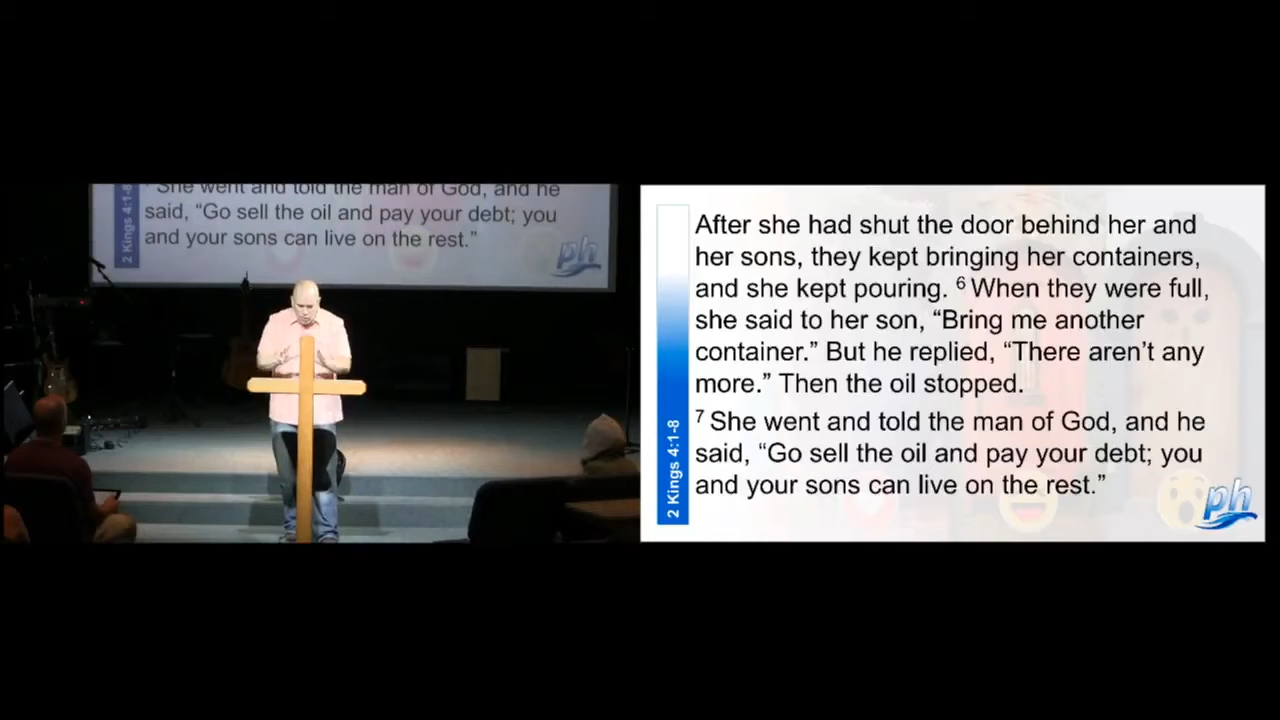 She went and told the man of God, and he
said, “Go sell the oil and pay your debt; you
and your sons can live on the rest.”
2 Kings 4:1-8
ph
After she had shut the door behind her and
her sons, they kept bringing her containers,
and she kept pouring. ⁶ When they were full,
she said to her son, “Bring me another
container.” But he replied, “There aren’t any
more.” Then the oil stopped.
⁷ She went and told the man of God, and he
said, “Go sell the oil and pay your debt; you
and your sons can live on the rest.”
2 Kings 4:1-8
ph